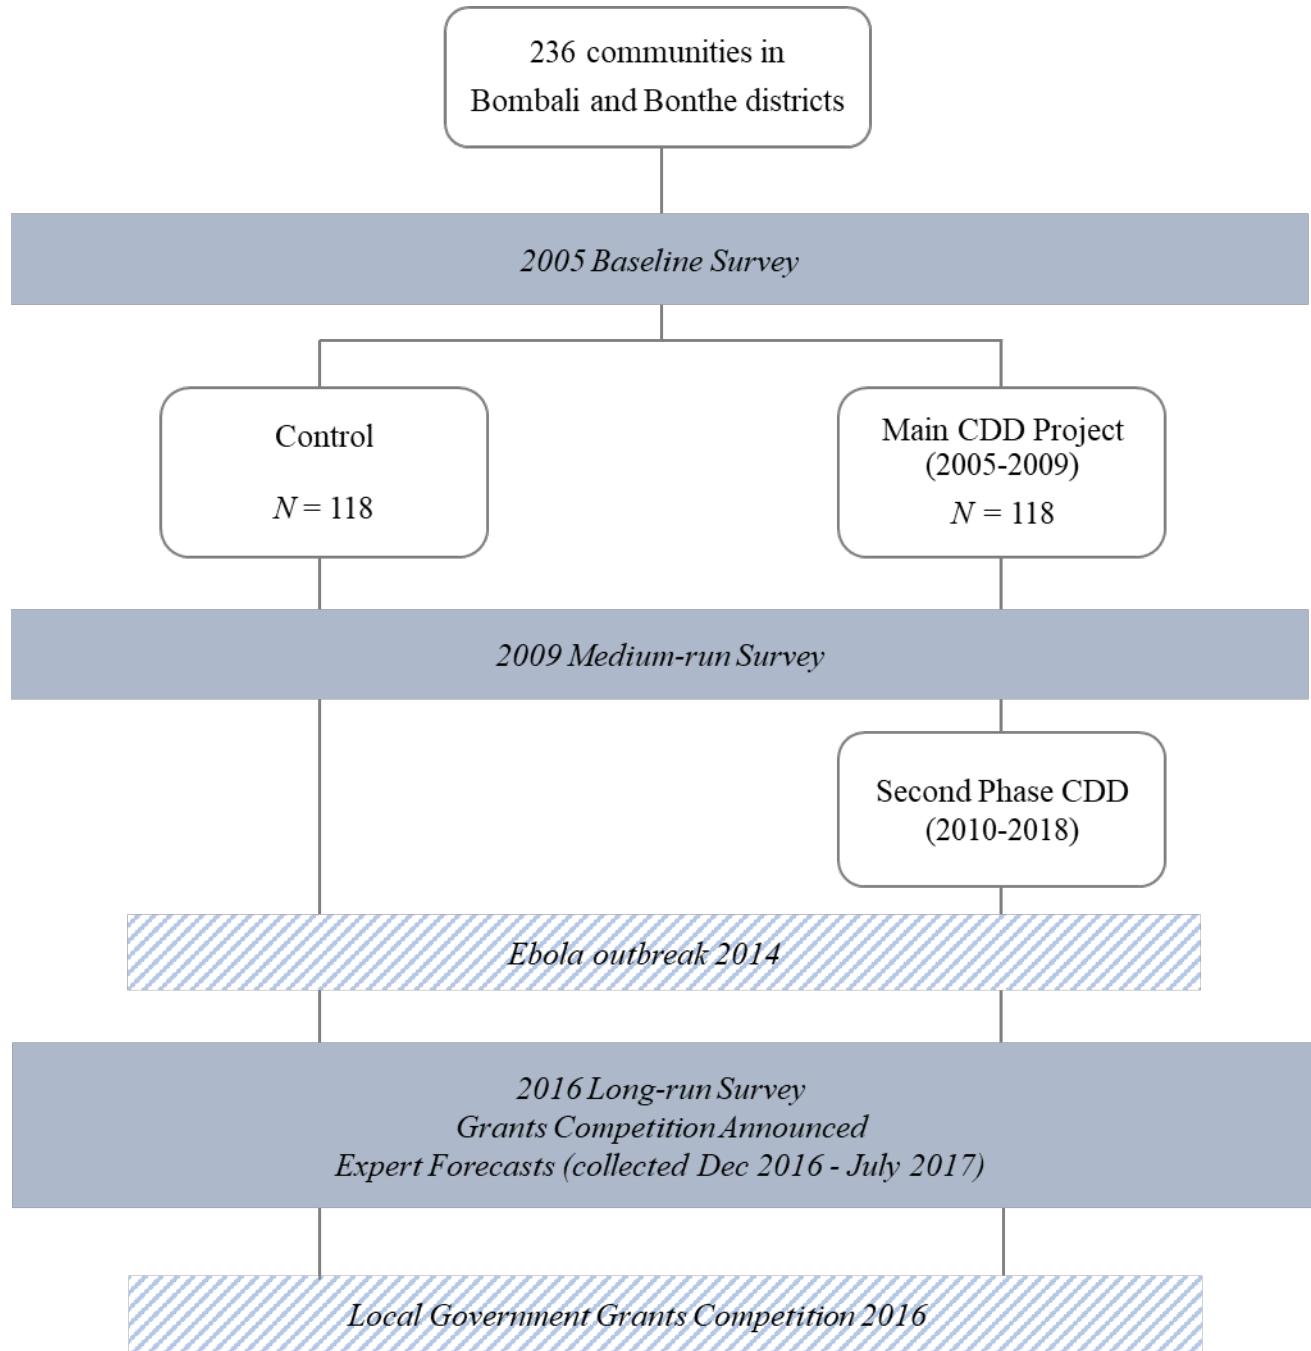 236 communities in
Bombali and Bonthe districts
2005 Baseline Survey
Control
N = 118
Main CDD Project
(2005-2009)
N = 118
2009 Medium-run Survey
Second Phase CDD
(2010-2018)
Ebola outbreak 2014
2016 Long-run Survey
Grants Competition Announced
Expert Forecasts (collected Dec 2016 - July 2017)
Local Government Grants Competition 2016